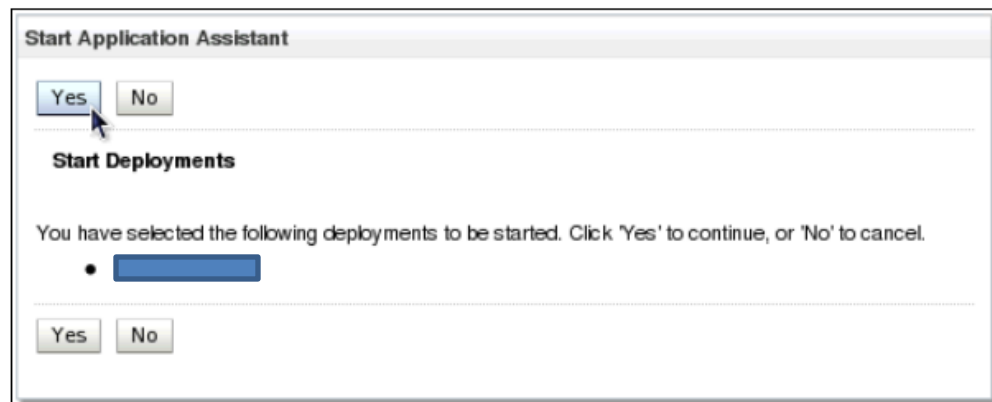 Start Application Assistant
Yes No
Start Deployments
You have selected the following deployments to be started. Click 'Yes' to continue, or 'No' to cancel.
Yes No